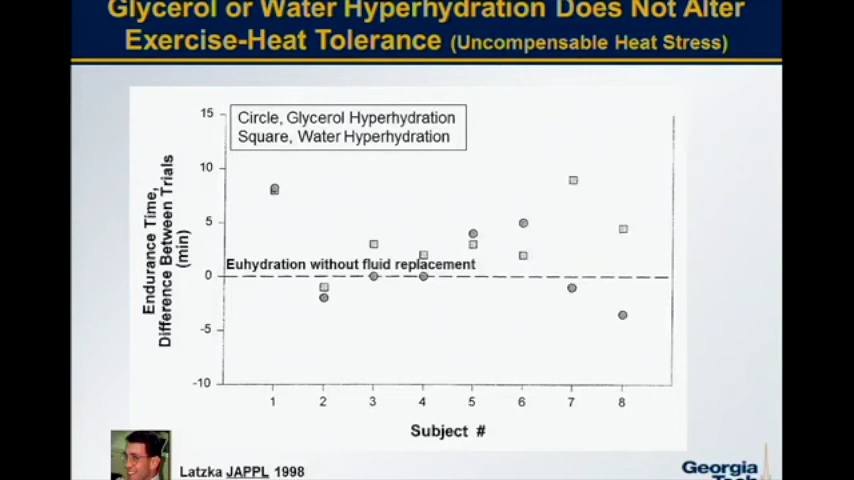 Glycerol or Water Hyperhydration Does Not Alter
Exercise-Heat Tolerance (Uncompensable Heat Stress)
Circle, Glycerol Hyperhydration
Square, Water Hyperhydration
15
10
5
0
-5
-10
Endurance Time,
Difference Between Trials
(min)
Euhydration without fluid replacement
1 2 3 4 5 6 7 8
Subject #
Latzka JAPPL 1998
Georgia
Tech